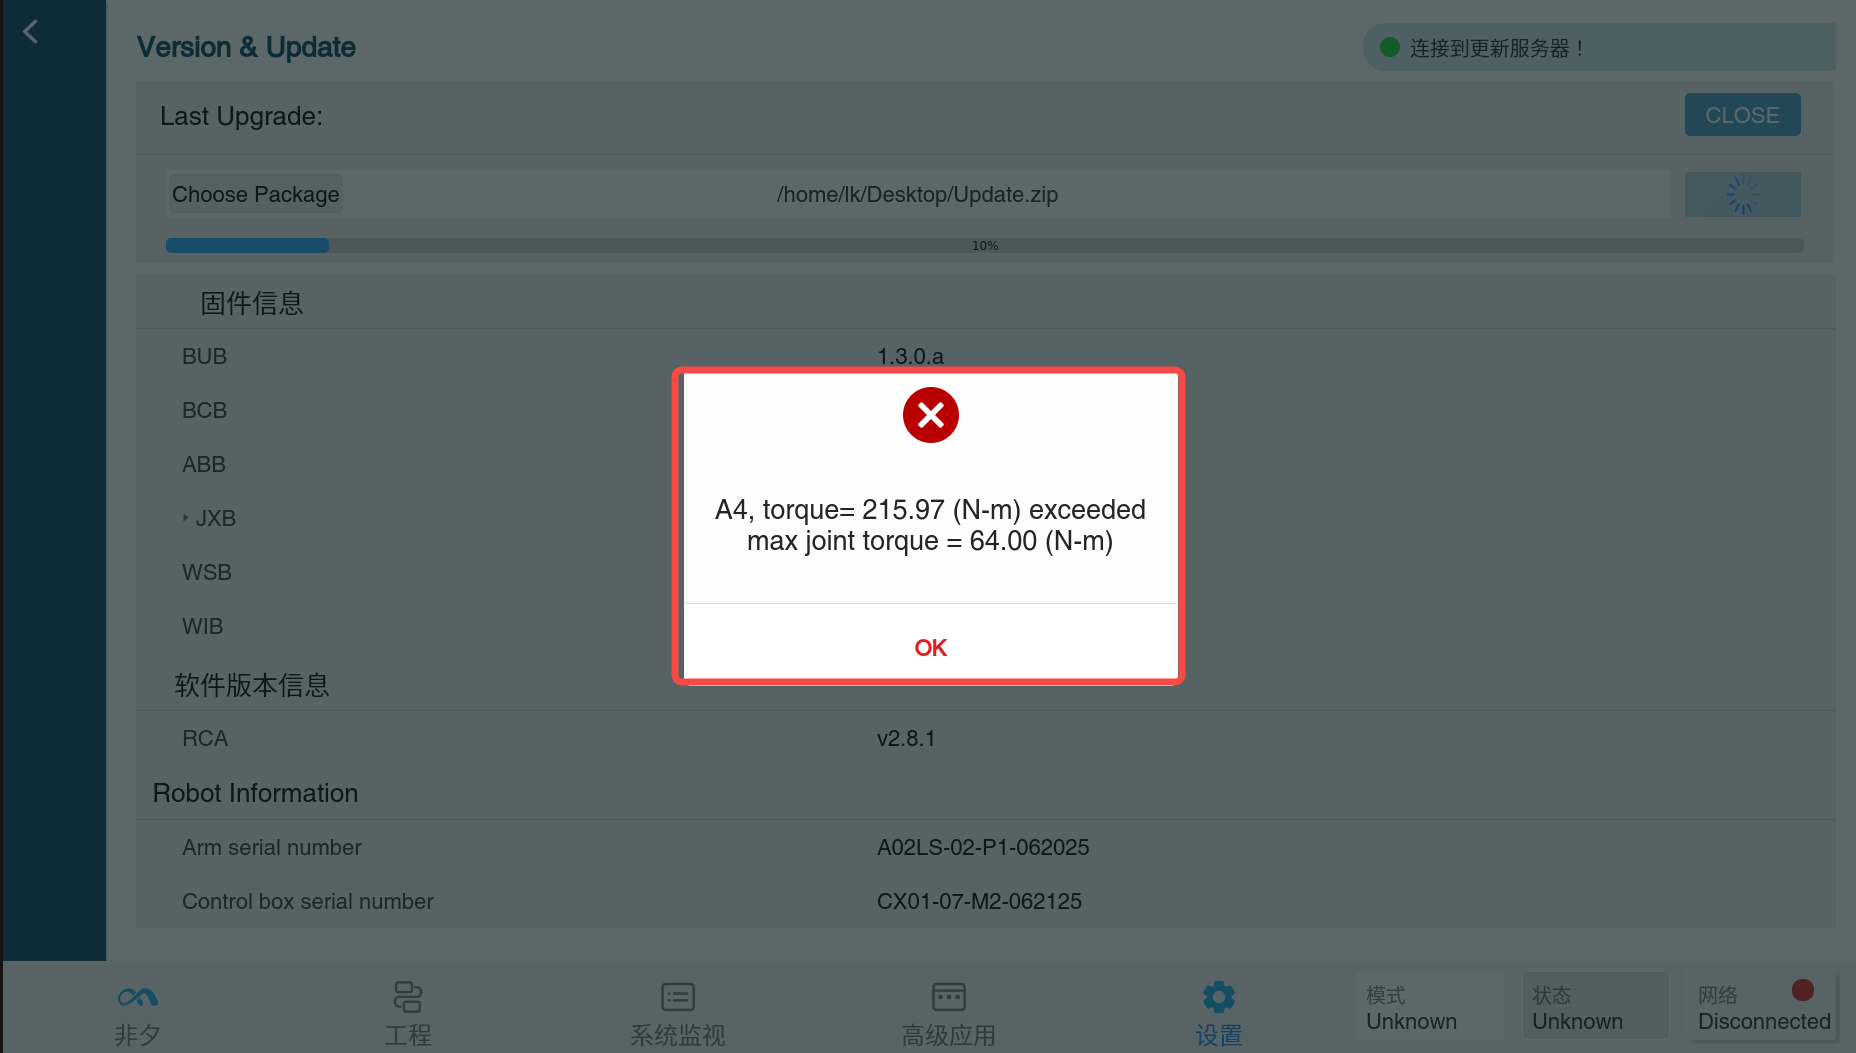 Version & Update
连接到更新服务器！
Last Upgrade:
CLOSE
Choose Package
/home/lk/Desktop/Update.zip
10%
固件信息
BUB
1.3.0.a
BCB
ABB
JXB
WSB
WIB
A4, torque= 215.97 (N-m) exceeded
max joint torque = 64.00 (N-m)
OK
软件版本信息
RCA
v2.8.1
Robot Information
Arm serial number
A02LS-02-P1-062025
Control box serial number
CX01-07-M2-062125
非夕
工程
系统监视
高级应用
设置
模式
Unknown
状态
Unknown
网络
Disconnected